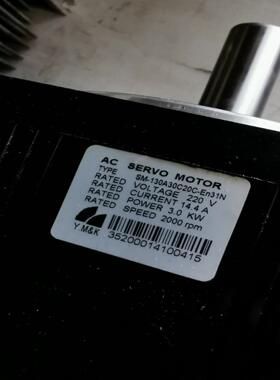 AC SERVO MOTOR
TYPE SM-130A30C20C-En31N
RATED VOLTAGE 220 V
RATED CURRENT 14.4 A
RATED POWER 3.0 KW
RATED SPEED 2000 rpm
Y.M&K
35200014100415